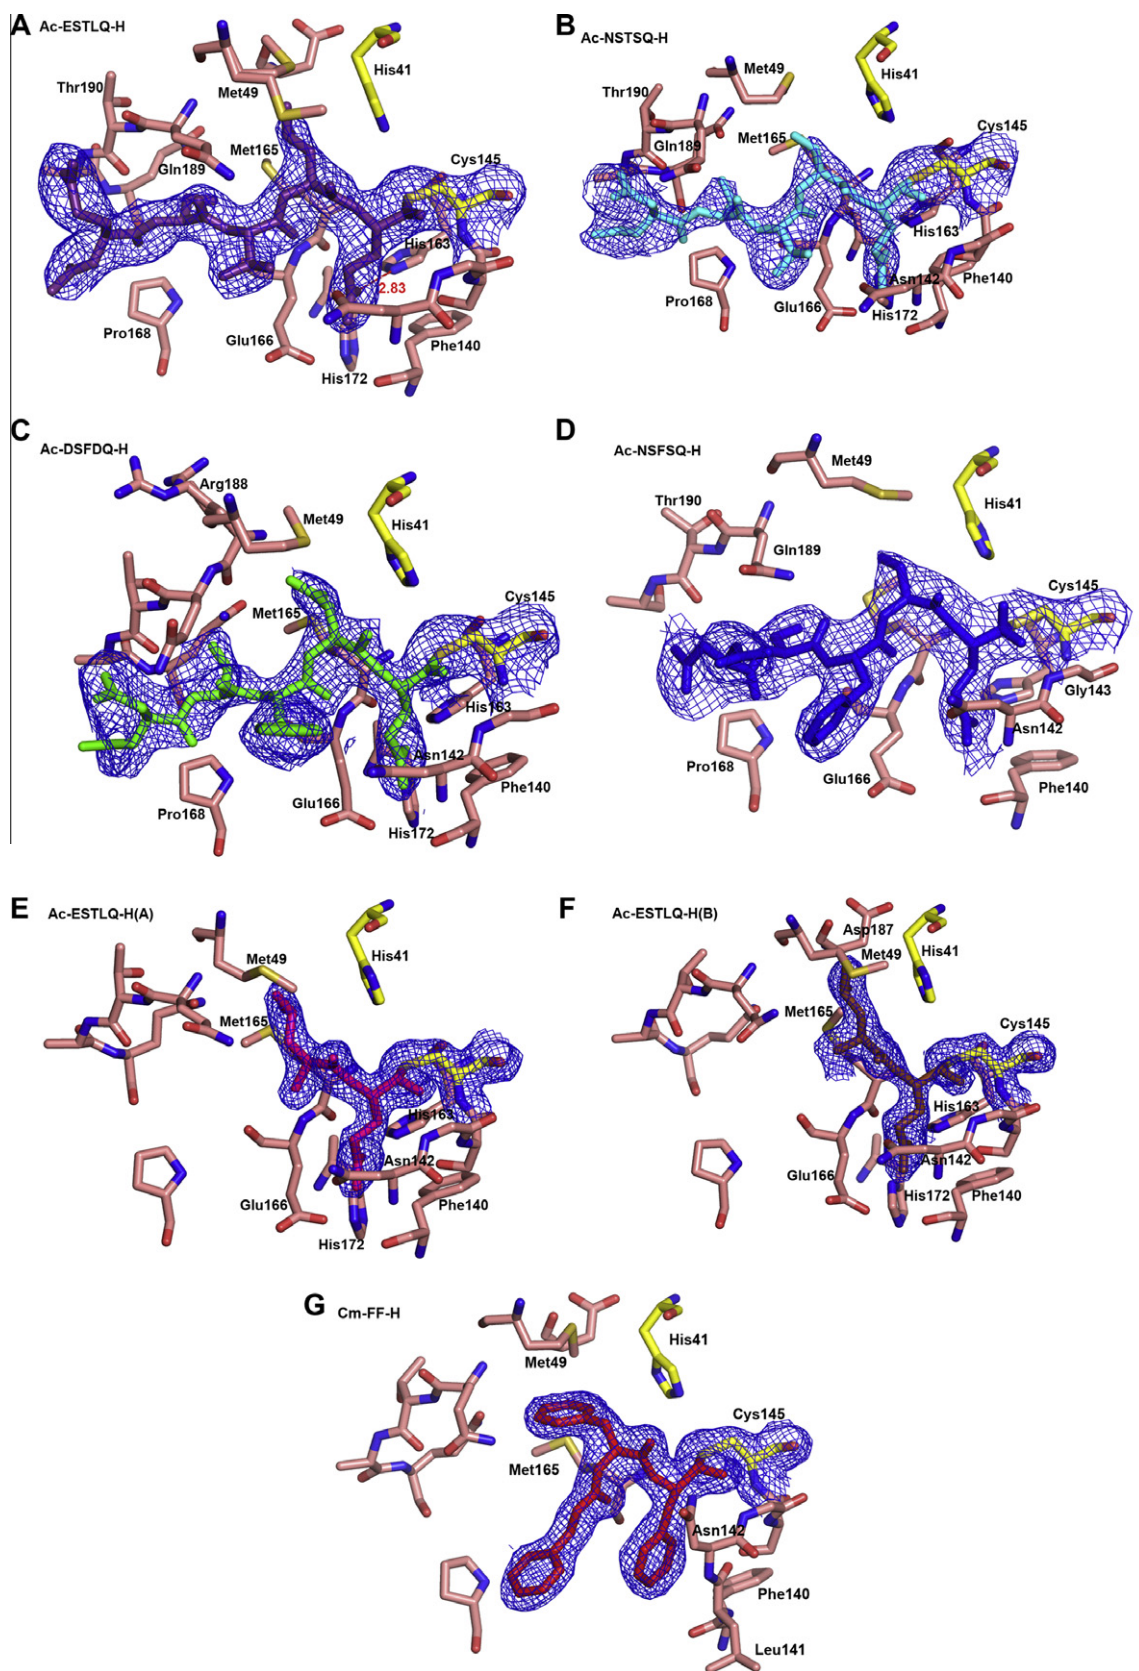 A Ac-ESTLQ-H
His41
Met49
Thr190
Met165
Gln189
Cys145
His163
2.83
Pro168
Glu166
His172
Phe140
B Ac-NSTSQ-H
Met49
His41
Thr190
Met165
Gln189
Cys145
His163
Pro168
Glu166
Asn142
Phe140
His172
C Ac-DSFDQ-H
Arg188
Met49
His41
Met165
Cys145
His163
Asn142
Pro168
Glu166
Phe140
His172
D Ac-NSFSQ-H
Met49
Thr190
His41
Gln189
Cys145
Gly143
Asn142
Pro168
Glu166
Phe140
E Ac-ESTLQ-H(A)
Met49
His41
Met165
Cys145
His163
Asn142
Glu166
Phe140
His172
F Ac-ESTLQ-H(B)
Asp187
Met49
His41
Met165
Cys145
His163
Asn142
Glu166
His172 Phe140
G Cm-FF-H
His41
Met49
Cys145
Met165
Asn142
Phe140
Leu141